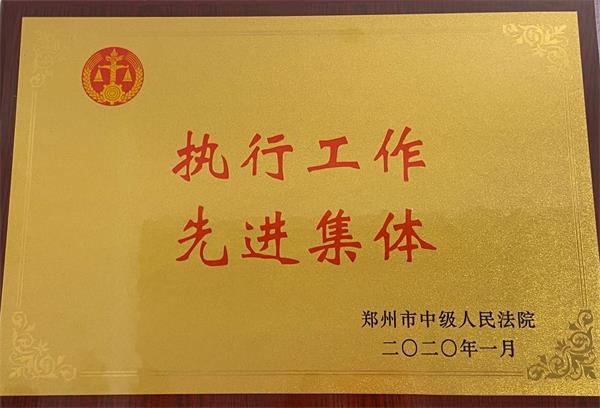 执行工作
先进集体
郑州市中级人民法院
二〇二〇年一月